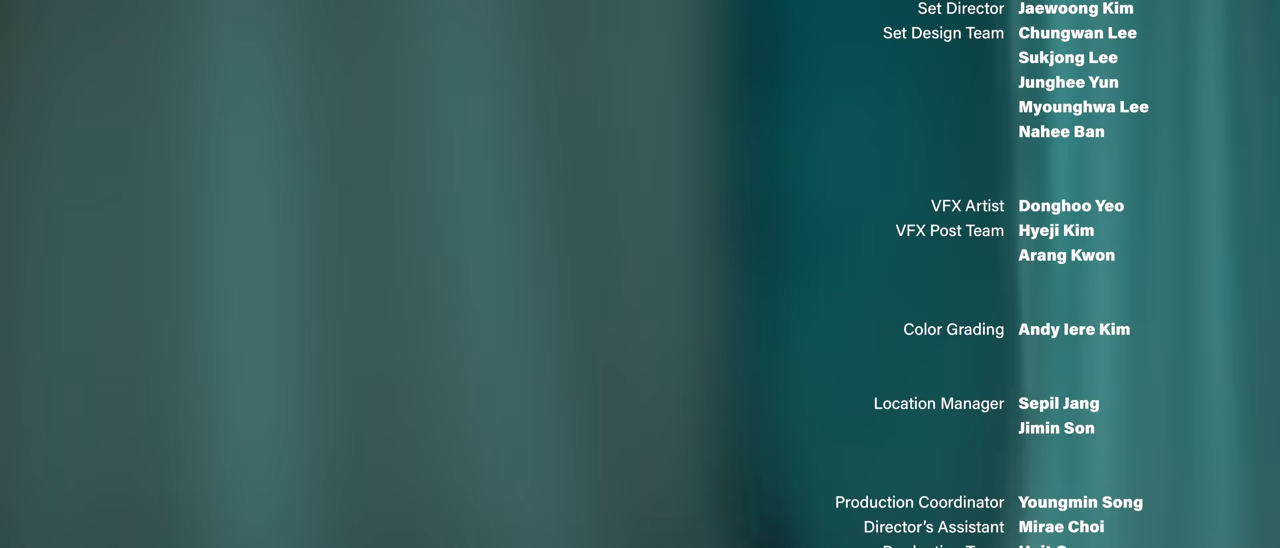 Set Director Jaewoong Kim
Set Design Team Chungwan Lee
Sukjong Lee
Junghee Yun
Myounghwa Lee
Nahee Ban
VFX Artist Donghoo Yeo
VFX Post Team Hyeji Kim
Arang Kwon
Color Grading Andy Iere Kim
Location Manager Sepil Jang
Jimin Son
Production Coordinator Youngmin Song
Director’s Assistant Mirae Choi